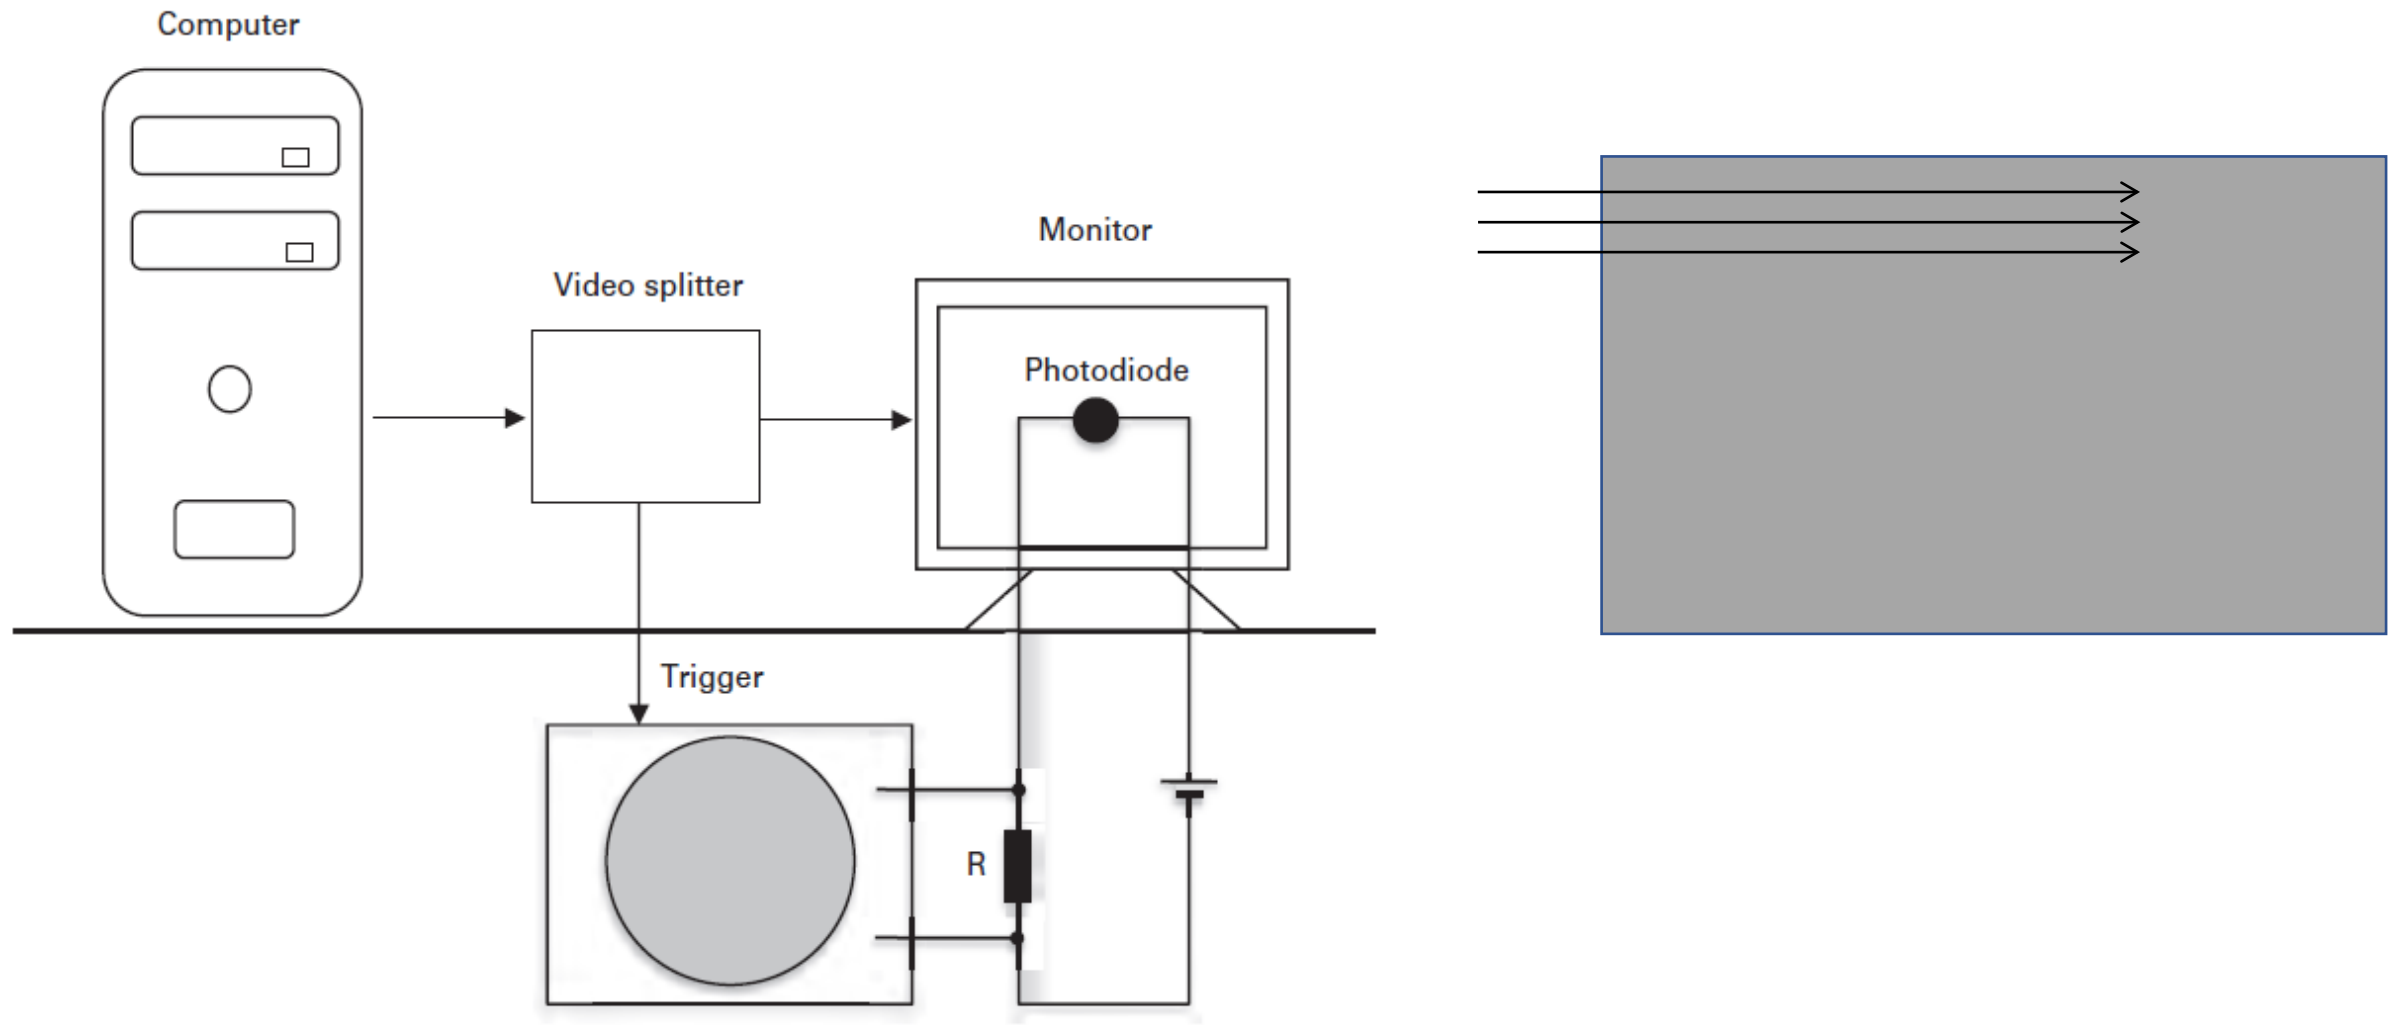 Computer
Video splitter
Monitor
Photodiode
Trigger
R